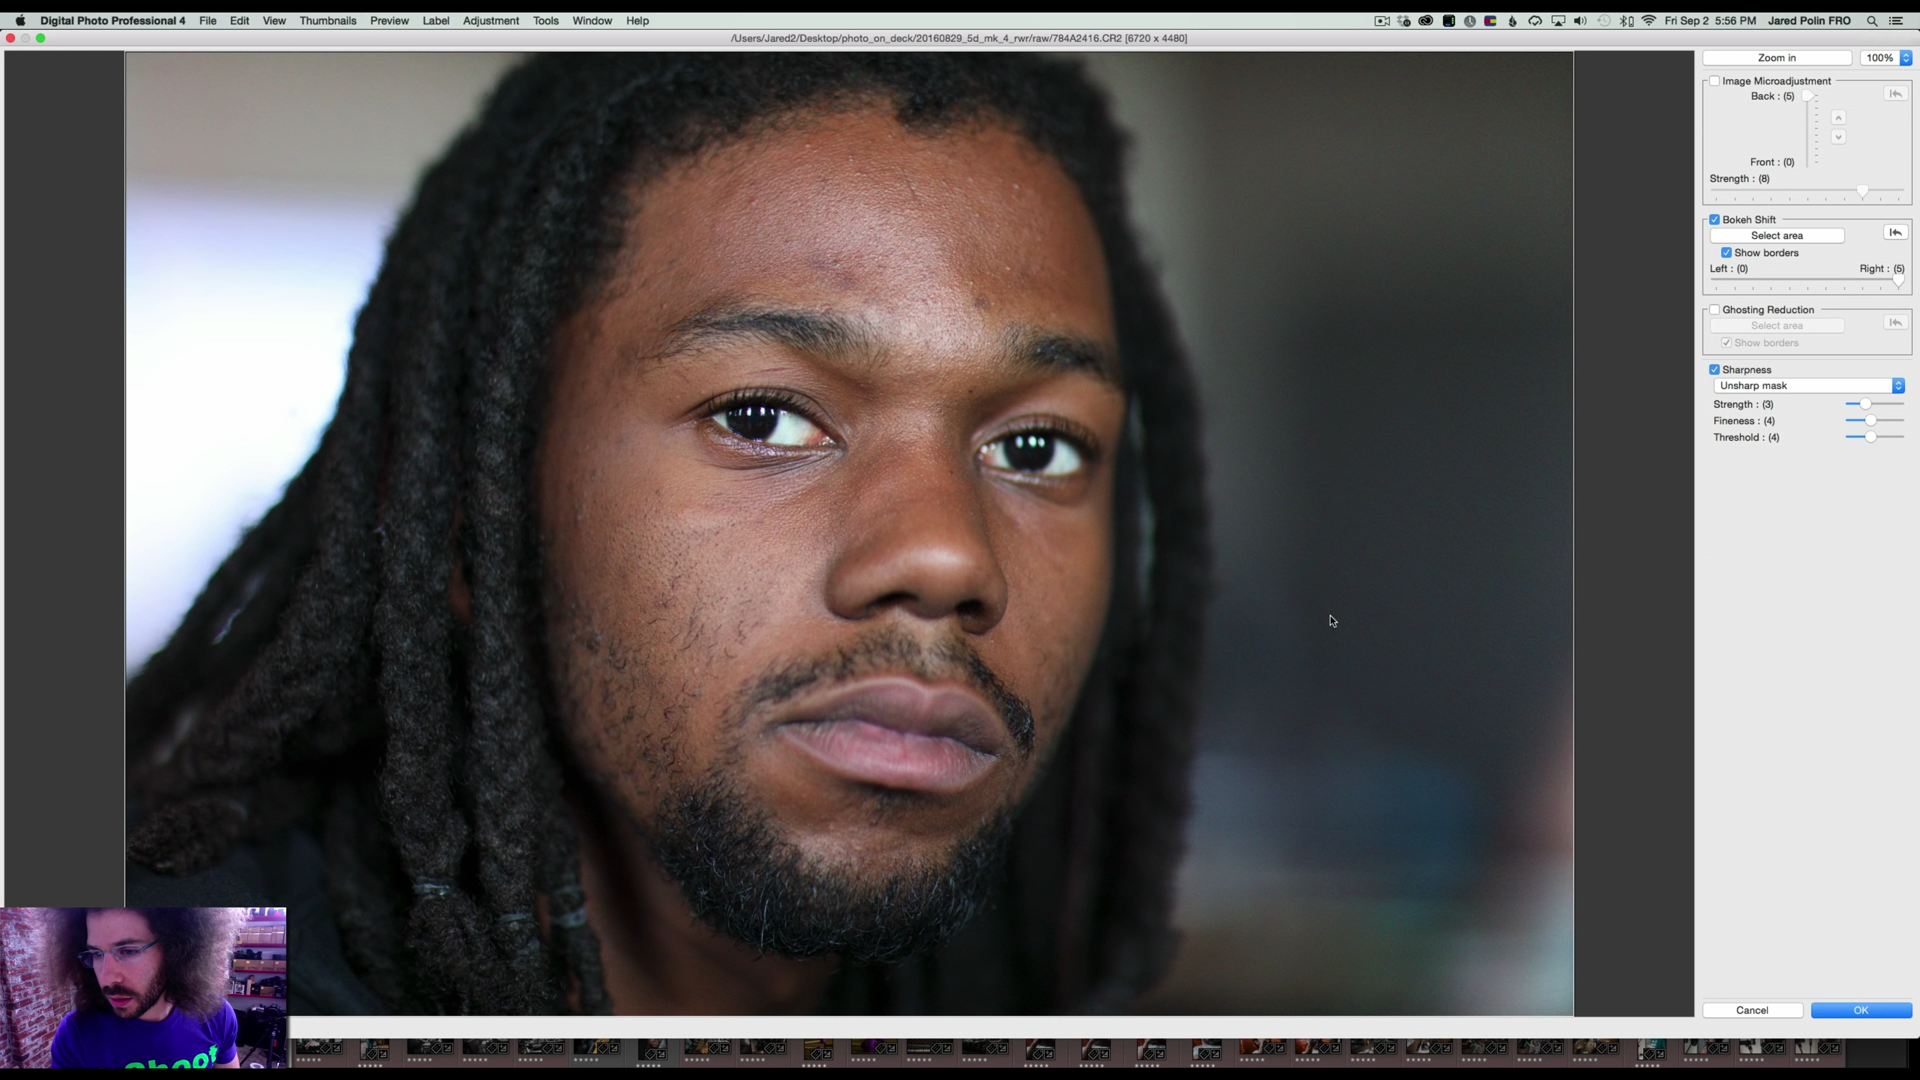 Digital Photo Professional 4 File Edit View Thumbnails Preview Label Adjustment Tools Window Help Fri Sep 2 5:56 PM Jared Polin FRO
/Users/Jared2/Desktop/photo_on_deck/20160829_5d_mk_4_rwr/raw/784A2416.CR2 [6720 x 4480]
Zoom in 100%
Image Microadjustment
Back : (5)
Front : (0)
Strength : (8)
Bokeh Shift
Select area
Show borders
Left : (0) Right : (5)
Ghosting Reduction
Select area
Show borders
Sharpness
Unsharp mask
Strength : (3)
Fineness : (4)
Threshold : (4)
Cancel OK
Shoot